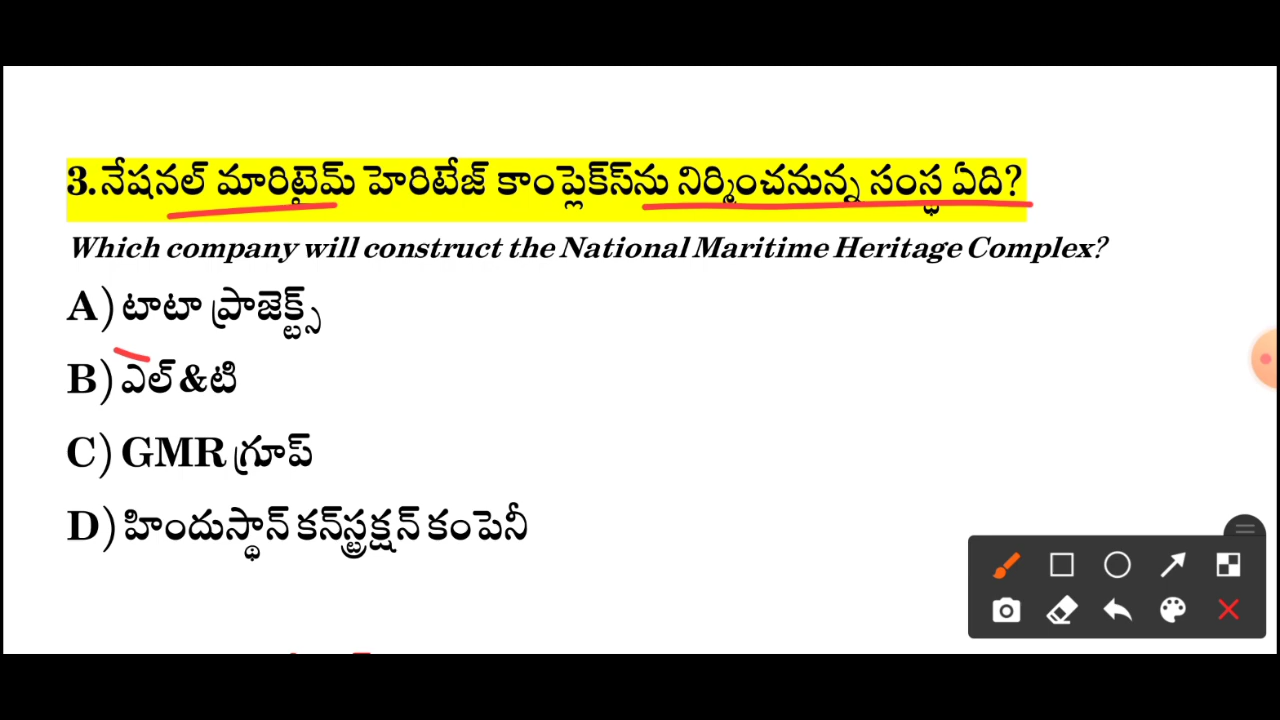 3.నేషనల్ మారిటైమ్ హెరిటేజ్ కాంప్లెక్స్‌ను నిర్మించనున్న సంస్థ ఏది?
Which company will construct the National Maritime Heritage Complex?
A) టాటా ప్రాజెక్ట్స్
B) ఎల్ &టి
C) GMR గ్రూప్
D) హిందుస్థాన్ కన్‌స్ట్రక్షన్ కంపెనీ